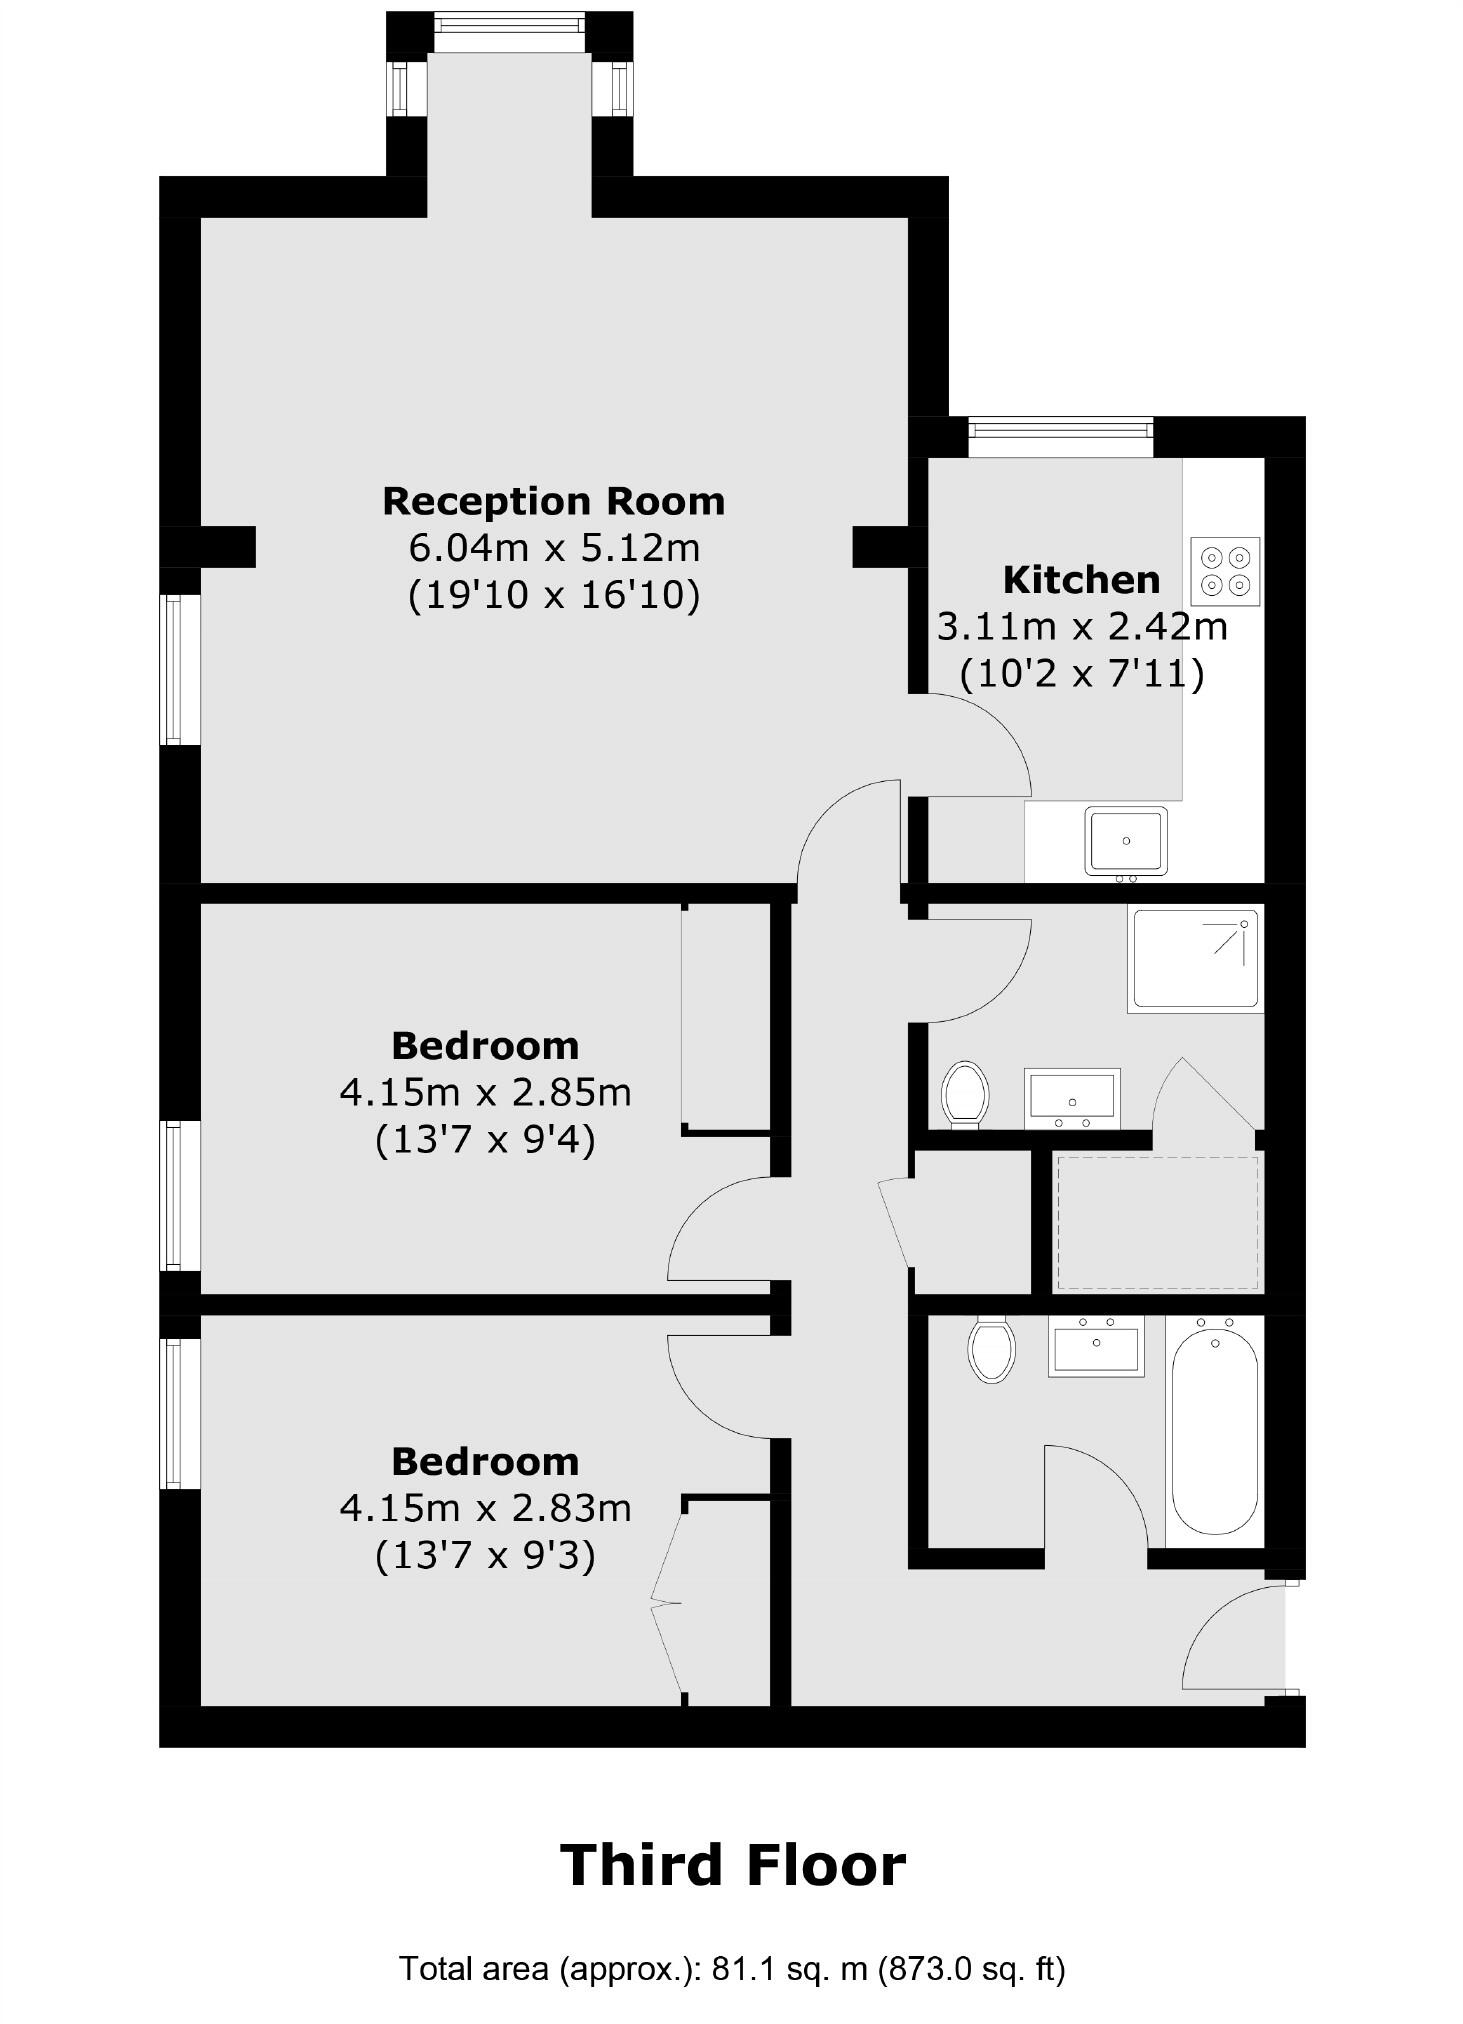 Reception Room
6.04m x 5.12m
(19'10 x 16'10)
Kitchen
3.11m x 2.42m
(10'2 x 7'11)
Bedroom
4.15m x 2.85m
(13'7 x 9'4)
Bedroom
4.15m x 2.83m
(13'7 x 9'3)
Third Floor
Total area (approx.): 81.1 sq. m (873.0 sq. ft)